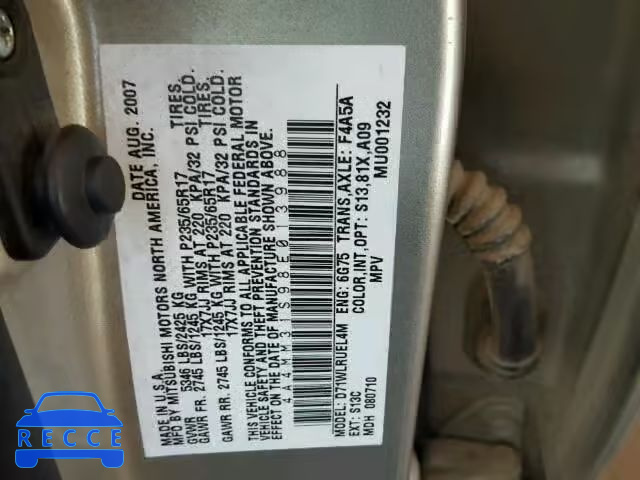 MADE IN U.S.A. DATE AUG. 2007
MFD BY MITSUBISHI MOTORS NORTH AMERICA, INC.
GVWR 5346 LBS/2425 KG
GAWR FR. 2745 LBS/1245 KG WITH P235/65R17 TIRES,
17X7JJ RIMS AT 220 KPA/32 PSI COLD.
GAWR RR. 2745 LBS/1245 KG WITH P235/65R17 TIRES,
17X7JJ RIMS AT 220 KPA/32 PSI COLD.
THIS VEHICLE CONFORMS TO ALL APPLICABLE FEDERAL MOTOR
VEHICLE SAFETY AND THEFT PREVENTION STANDARDS IN
EFFECT ON THE DATE OF MANUFACTURE SHOWN ABOVE.
4A4MM31S98E013988
MODEL: D71WLRUEL4M ENG: 6G75 TRANS,AXLE: F4A5A
EXT: S13C COLOR,INT,OPT: S13,81X,A09
MDH 080710 MPV MU001232